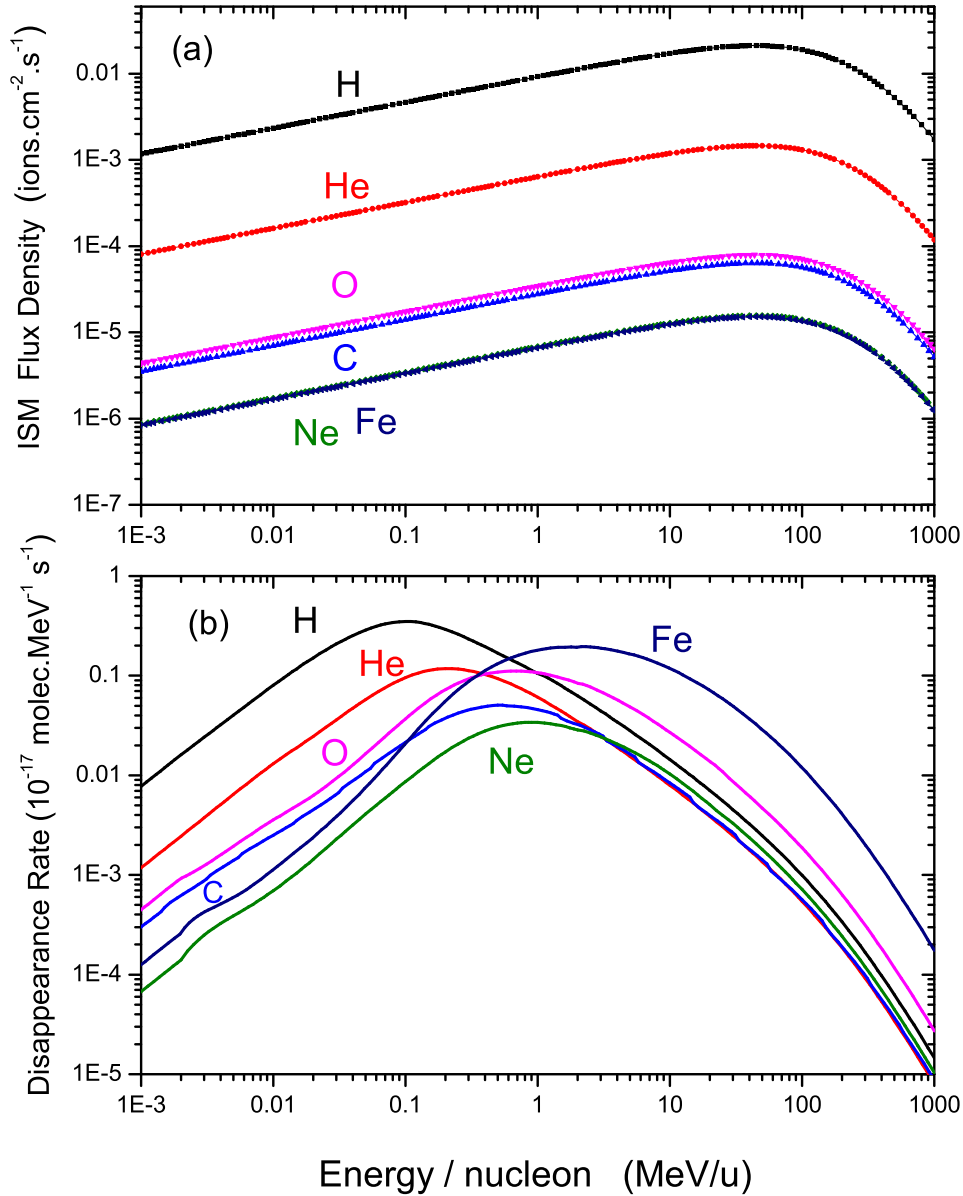 (a)
ISM Flux Density (ions.cm⁻².s⁻¹)
0.01
1E-3
1E-4
1E-5
1E-6
1E-7
H
He
O
C
Ne Fe
1E-3 0.01 0.1 1 10 100 1000
(b)
Disappearance Rate (10⁻¹⁷ molec.MeV⁻¹ s⁻¹)
1
0.1
0.01
1E-3
1E-4
1E-5
H
Fe
He
O
Ne
C
1E-3 0.01 0.1 1 10 100 1000
Energy / nucleon (MeV/u)